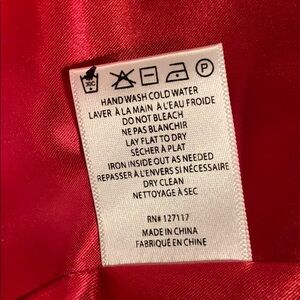 30C P
HAND WASH COLD WATER
LAVER À LA MAIN À L'EAU FROIDE
DO NOT BLEACH
NE PAS BLANCHIR
LAY FLAT TO DRY
SÉCHER À PLAT
IRON INSIDE OUT AS NEEDED
REPASSER À L'ENVERS SI NÉCESSAIRE
DRY CLEAN
NETTOYAGE À SEC
RN# 127117
MADE IN CHINA
FABRIQUÉ EN CHINE